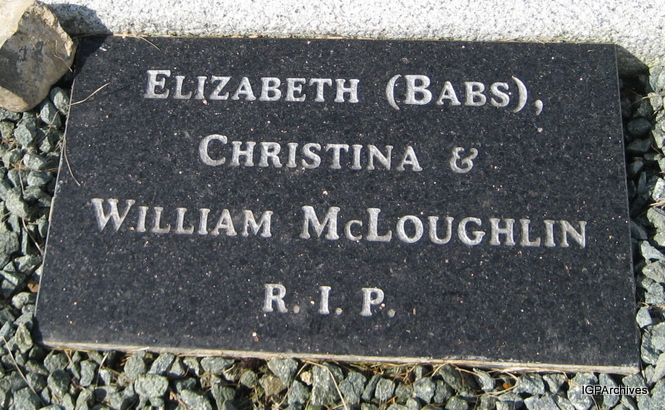 Elizabeth (Babs),
Christina &
William McLoughlin
R. I. P.
IGPArchives